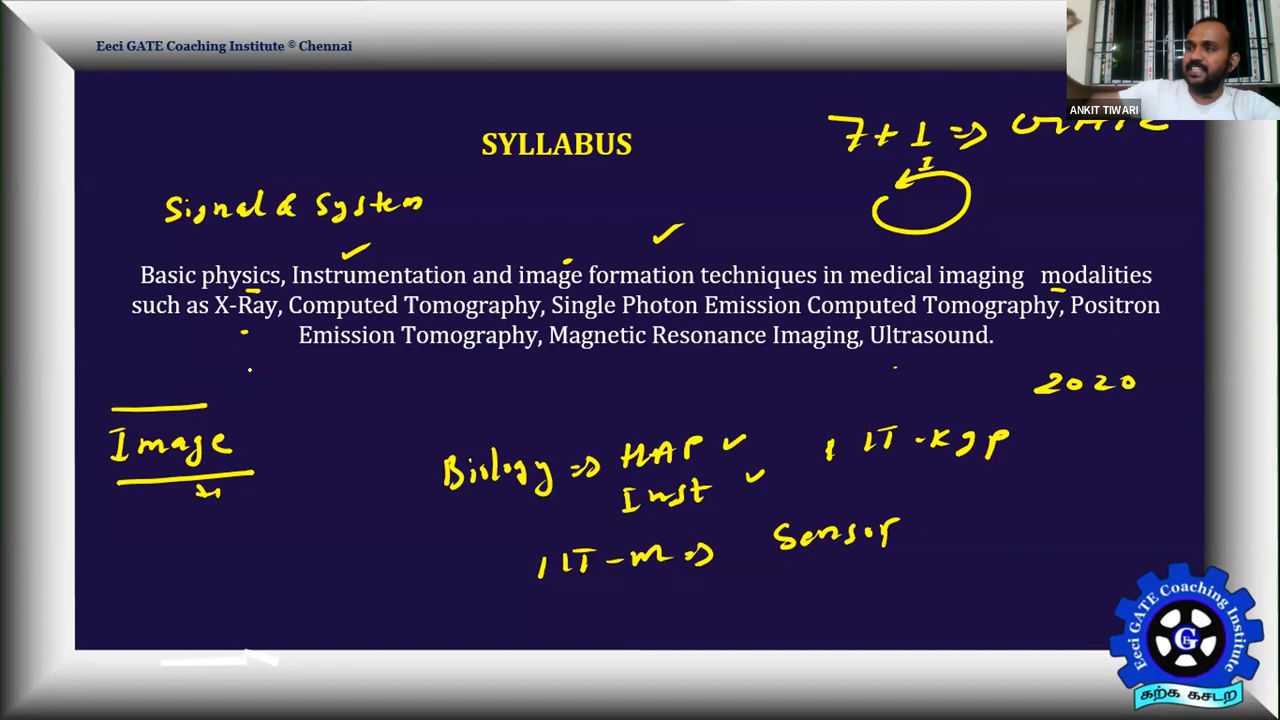 Eeci GATE Coaching Institute © Chennai
ANKIT TIWARI
SYLLABUS
7 + 1 ⇒
1
Signal & System
Basic physics, Instrumentation and image formation techniques in medical imaging modalities
such as X-Ray, Computed Tomography, Single Photon Emission Computed Tomography, Positron
Emission Tomography, Magnetic Resonance Imaging, Ultrasound.
2020
Image
Biology ⇒ HAP ✓
Inst ✓
IIT-Kgp
IIT-M ⇒ Sensor
Eeci GATE Coaching Institute
கற்க கசடற